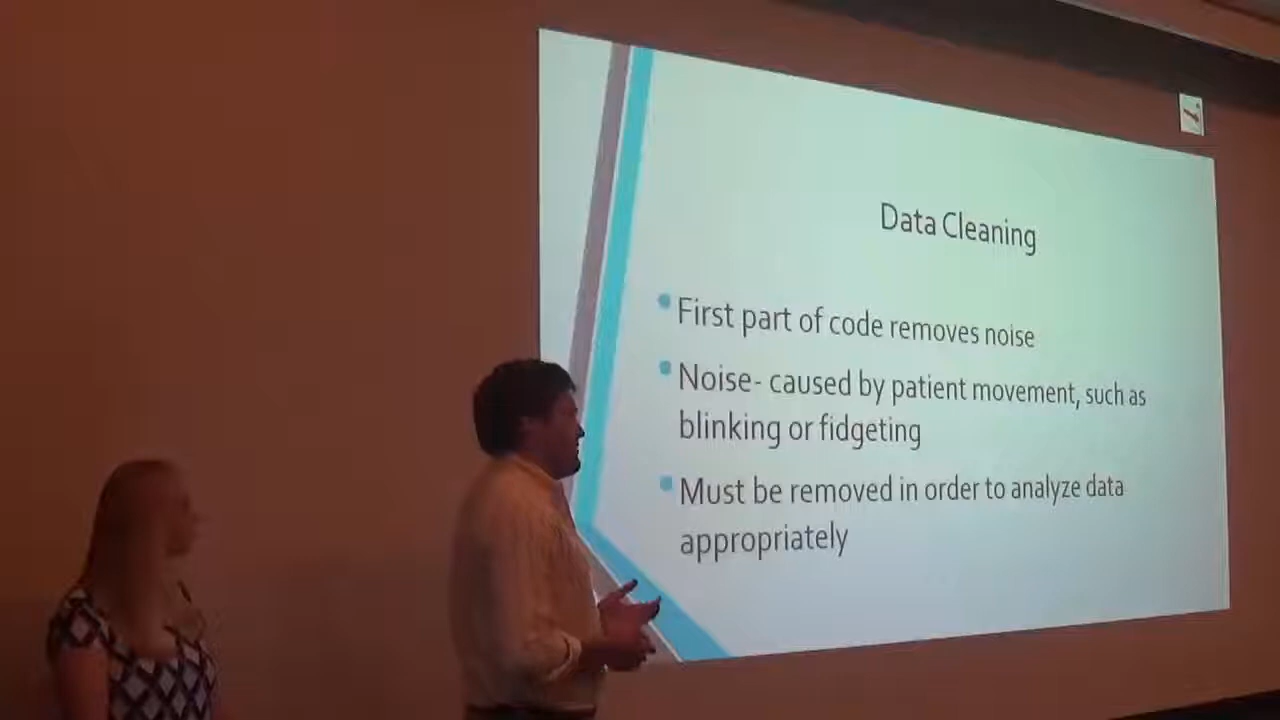 Data Cleaning
First part of code removes noise
Noise- caused by patient movement, such as
blinking or fidgeting
Must be removed in order to analyze data
appropriately